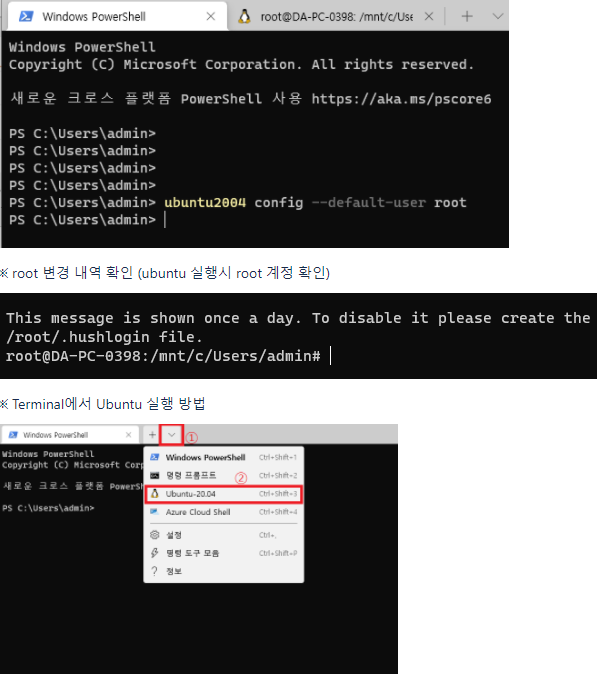 Windows PowerShell
root@DA-PC-0398: /mnt/c/Use
Windows PowerShell
Copyright (C) Microsoft Corporation. All rights reserved.
새로운 크로스 플랫폼 PowerShell 사용 https://aka.ms/pscore6
PS C:\Users\admin>
PS C:\Users\admin>
PS C:\Users\admin>
PS C:\Users\admin>
PS C:\Users\admin> ubuntu2004 config --default-user root
PS C:\Users\admin>
※ root 변경 내역 확인 (ubuntu 실행시 root 계정 확인)
This message is shown once a day. To disable it please create the
/root/.hushlogin file.
root@DA-PC-0398:/mnt/c/Users/admin#
※ Terminal에서 Ubuntu 실행 방법
Windows PowerShell
①
Windows PowerShell
Copyright (C) Microsoft Corp
새로운 크로스 플랫폼 PowerSh
PS C:\Users\admin>
Windows PowerShell Ctrl+Shift+1
명령 프롬프트 Ctrl+Shift+2
②
Ubuntu-20.04 Ctrl+Shift+3
Azure Cloud Shell Ctrl+Shift+4
설정 Ctrl+,
명령 도구 모음 Ctrl+Shift+P
정보